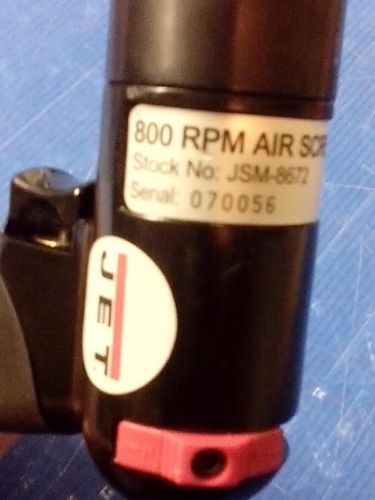 800 RPM AIR SCR
Stock No: JSM-8672
Serial: 070056
JET